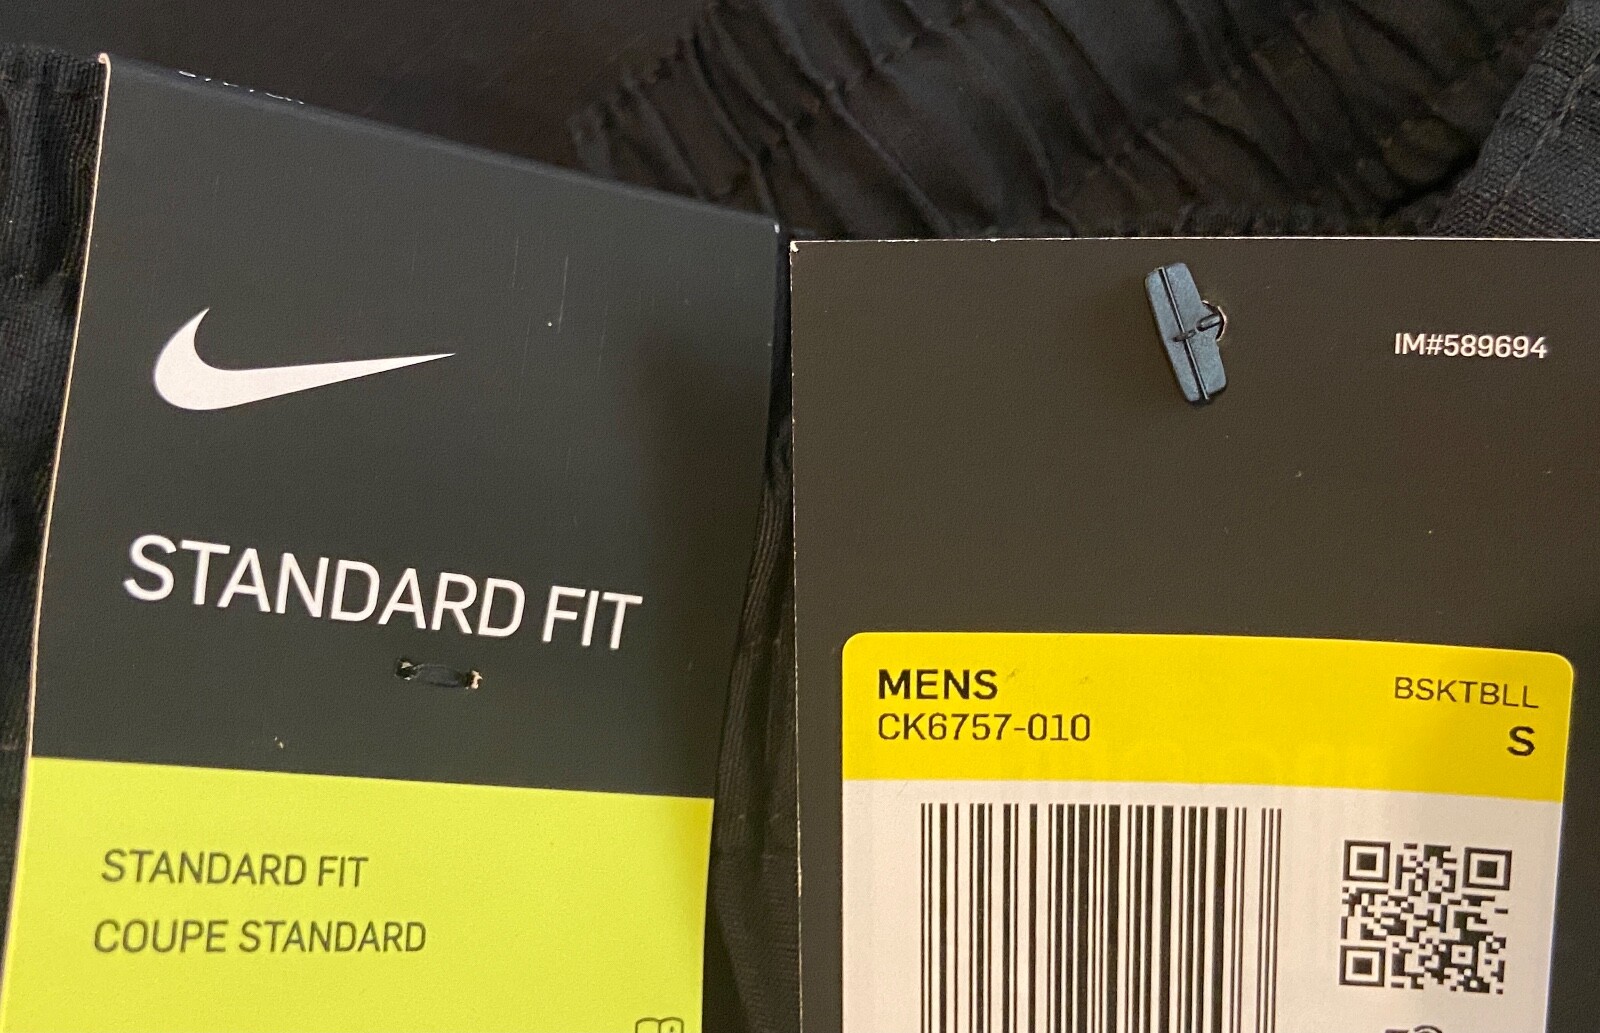 STANDARD FIT
STANDARD FIT
COUPE STANDARD
IM#589694
MENS
BSKTBLL
CK6757-010
S